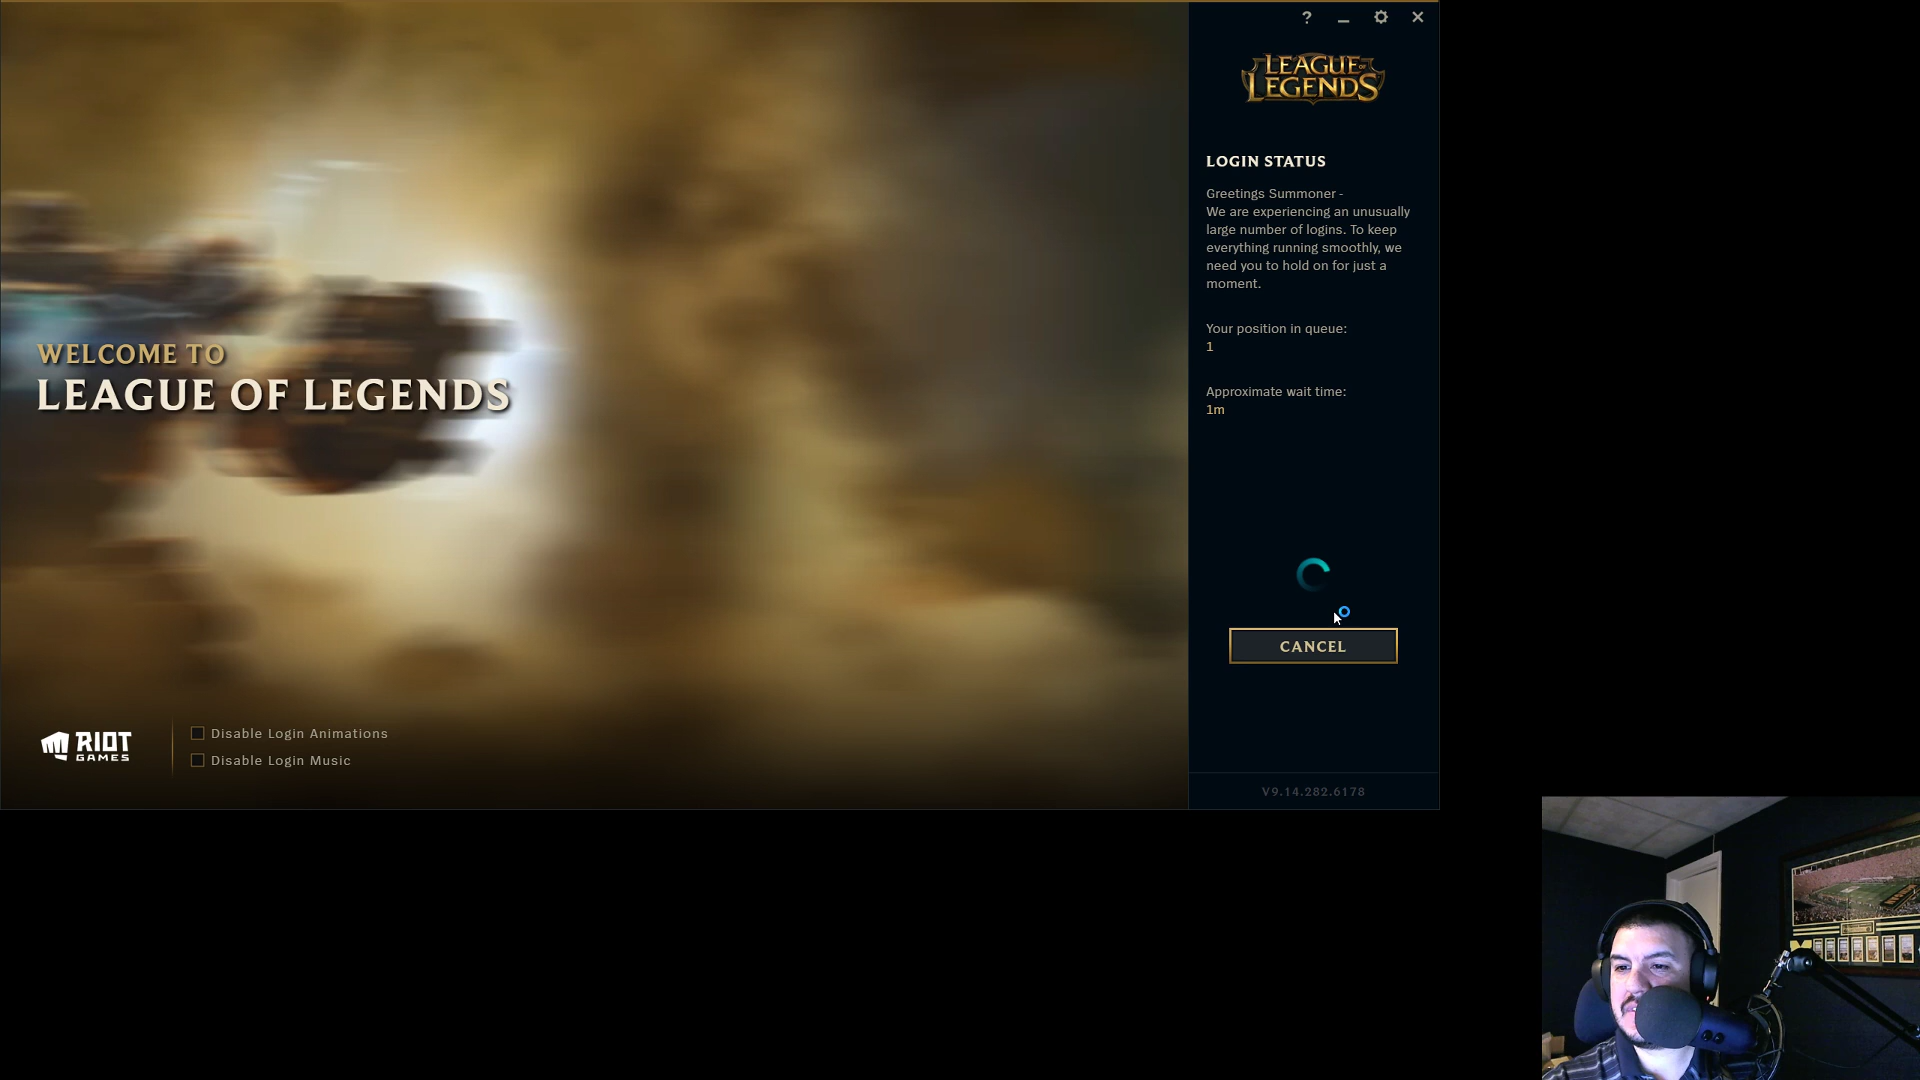 ?
LEAGUE OF
LEGENDS
LOGIN STATUS
Greetings Summoner -
We are experiencing an unusually
large number of logins. To keep
everything running smoothly, we
need you to hold on for just a
moment.
Your position in queue:
1
Approximate wait time:
1m
WELCOME TO
LEAGUE OF LEGENDS
CANCEL
RIOT
GAMES
Disable Login Animations
Disable Login Music
V9.14.282.6178